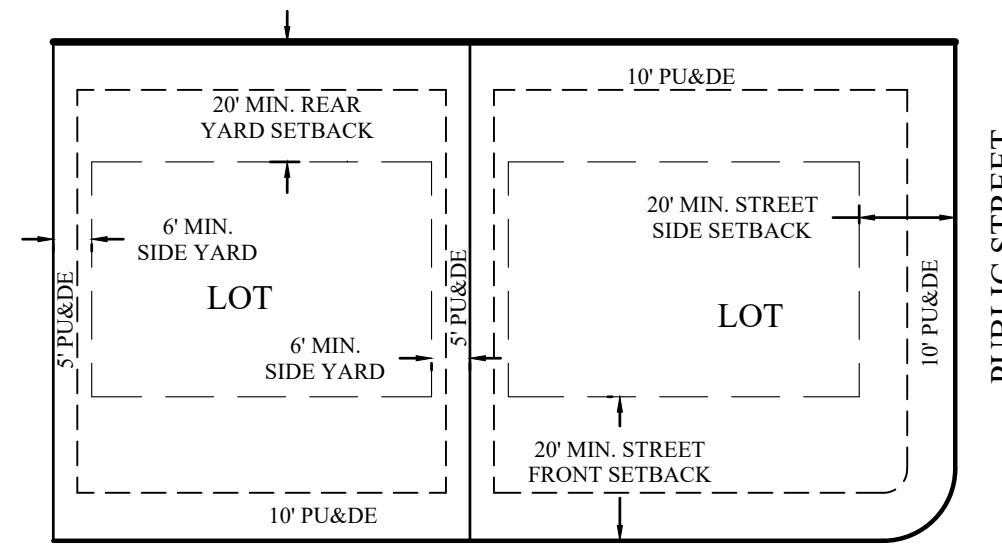 10' PU&DE
20' MIN. REAR
YARD SETBACK
20' MIN. STREET
SIDE SETBACK
6' MIN.
SIDE YARD
PUBLIC STREET
5' PU&DE
LOT
5' PU&DE
LOT
10' PU&DE
6' MIN.
SIDE YARD
20' MIN. STREET
FRONT SETBACK
10' PU&DE